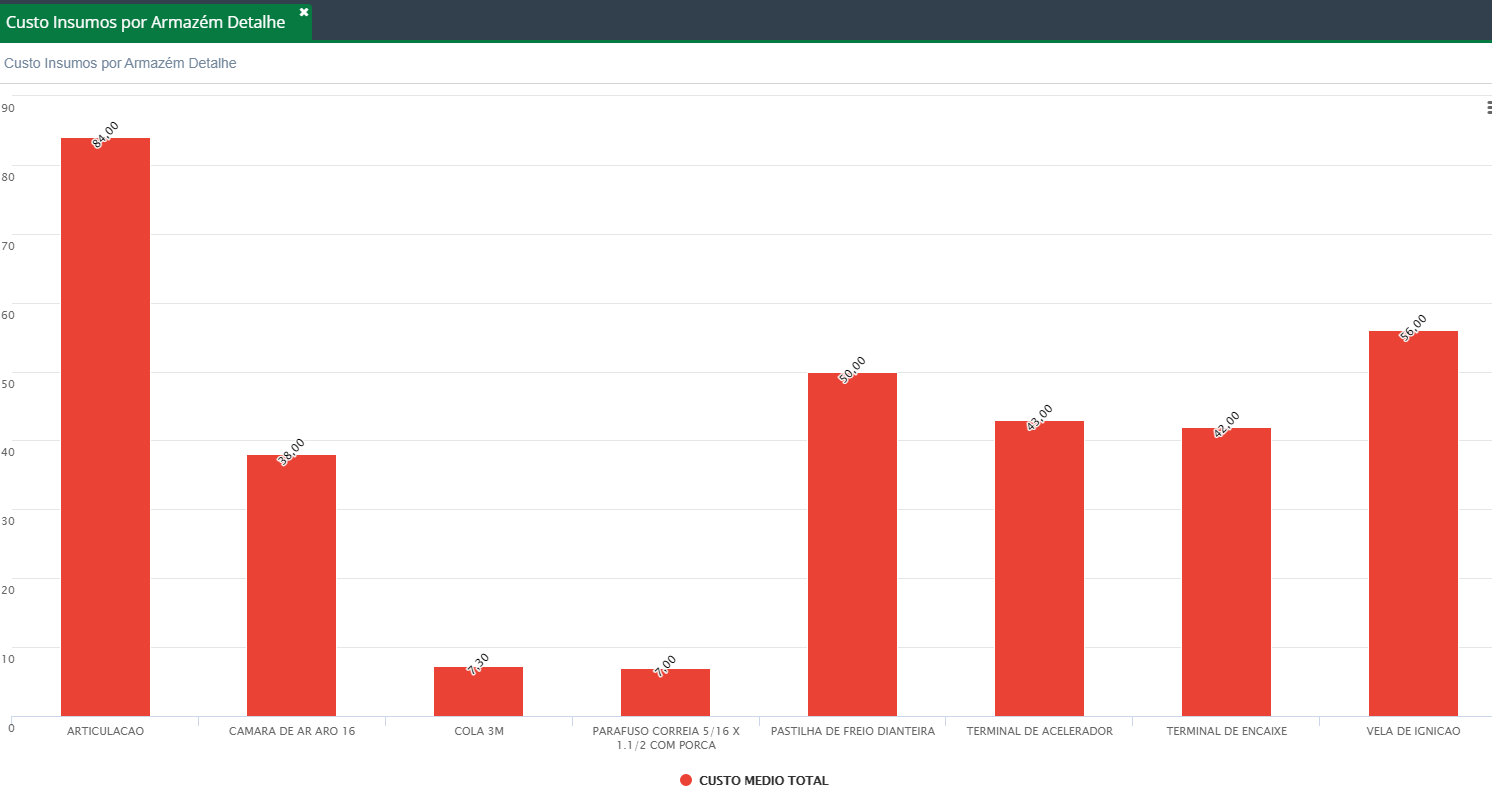 Custo Insumos por Armazém Detalhe
Custo Insumos por Armazém Detalhe
90
80
70
60
50
40
30
20
10
0
84,00
38,00
7,30
7,00
50,00
43,00
42,00
56,00
ARTICULACAO
CAMARA DE AR ARO 16
COLA 3M
PARAFUSO CORREIA 5/16 X
1.1/2 COM PORCA
PASTILHA DE FREIO DIANTEIRA
TERMINAL DE ACELERADOR
TERMINAL DE ENCAIXE
VELA DE IGNICAO
CUSTO MEDIO TOTAL